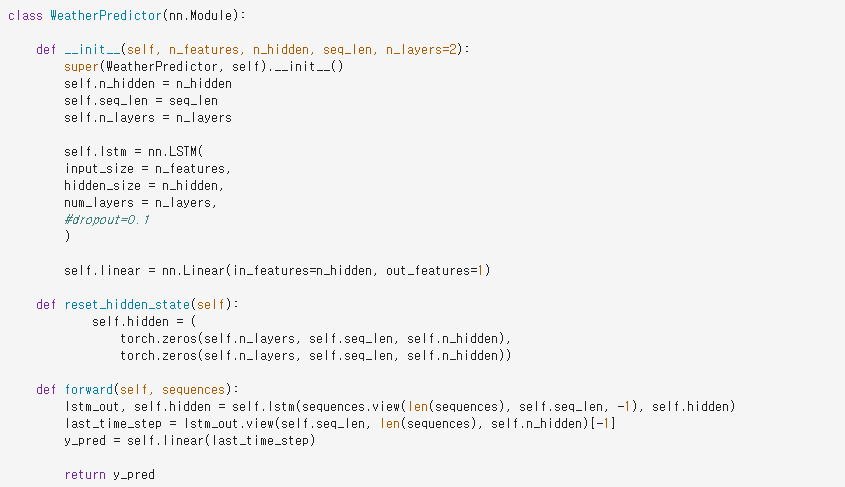 class WeatherPredictor(nn.Module):
def __init__(self, n_features, n_hidden, seq_len, n_layers=2):
super(WeatherPredictor, self).__init__()
self.n_hidden = n_hidden
self.seq_len = seq_len
self.n_layers = n_layers
self.lstm = nn.LSTM(
input_size = n_features,
hidden_size = n_hidden,
num_layers = n_layers,
#dropout=0.1
)
self.linear = nn.Linear(in_features=n_hidden, out_features=1)
def reset_hidden_state(self):
self.hidden = (
torch.zeros(self.n_layers, self.seq_len, self.n_hidden),
torch.zeros(self.n_layers, self.seq_len, self.n_hidden))
def forward(self, sequences):
lstm_out, self.hidden = self.lstm(sequences.view(len(sequences), self.seq_len, -1), self.hidden)
last_time_step = lstm_out.view(self.seq_len, len(sequences), self.n_hidden)[-1]
y_pred = self.linear(last_time_step)
return y_pred